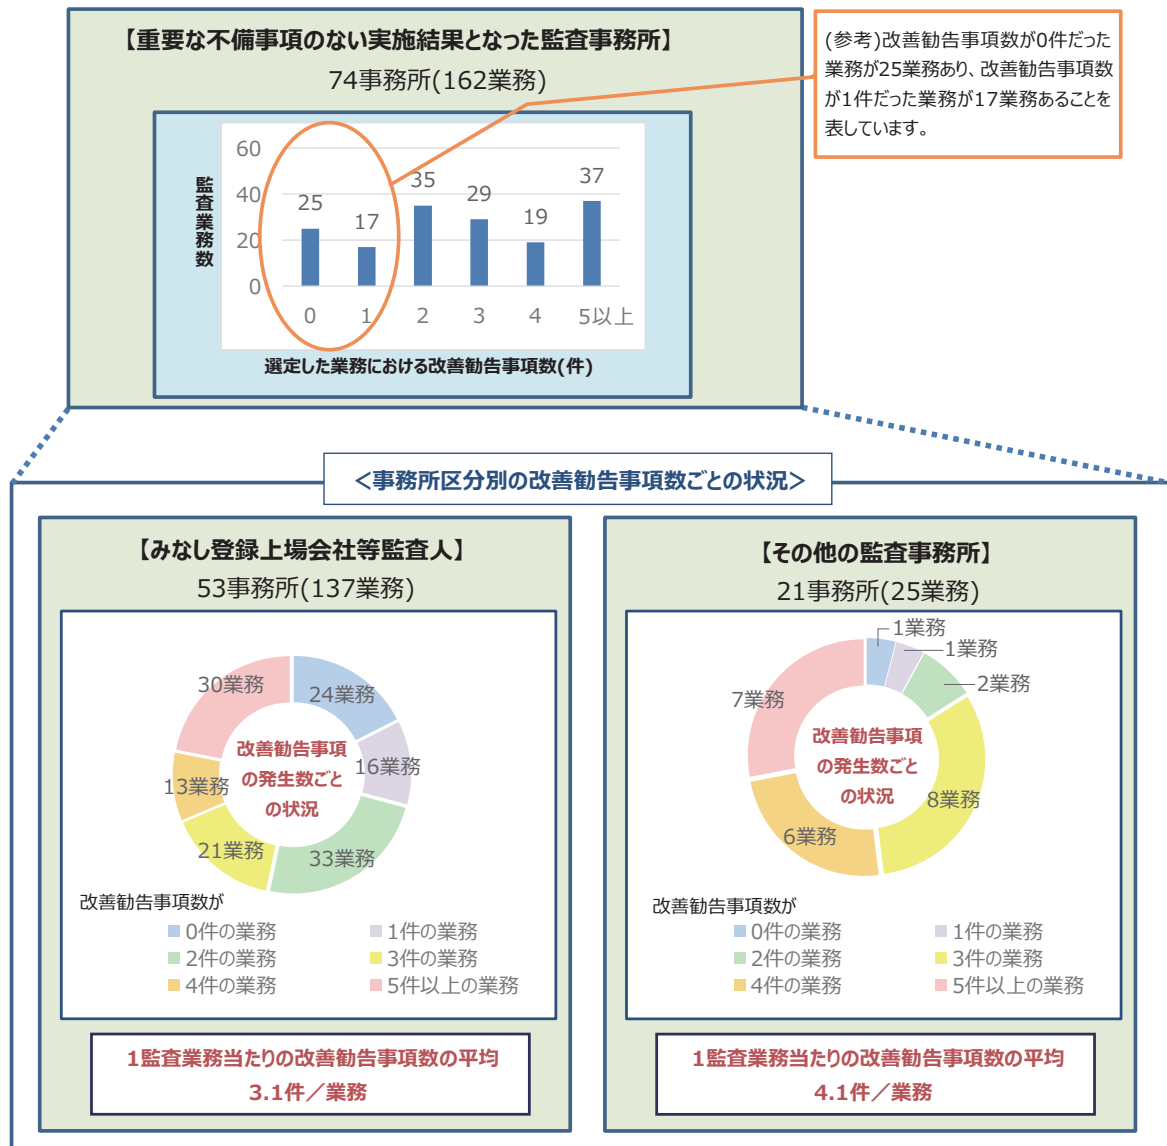 【重要な不備事項のない実施結果となった監査事務所】
74事務所(162業務)
(参考)改善勧告事項数が0件だった
業務が25業務あり、改善勧告事項数
が1件だった業務が17業務あることを
表しています。
監査業務数
60
40
20
0
25
17
35
29
19
37
0
1
2
3
4
5以上
選定した業務における改善勧告事項数(件)
<事務所区分別の改善勧告事項数ごとの状況>
【みなし登録上場会社等監査人】
53事務所(137業務)
24業務
16業務
33業務
21業務
13業務
30業務
改善勧告事項
の発生数ごと
の状況
改善勧告事項数が
0件の業務
1件の業務
2件の業務
3件の業務
4件の業務
5件以上の業務
1監査業務当たりの改善勧告事項数の平均
3.1件／業務
【その他の監査事務所】
21事務所(25業務)
1業務
1業務
2業務
8業務
6業務
7業務
改善勧告事項
の発生数ごと
の状況
改善勧告事項数が
0件の業務
1件の業務
2件の業務
3件の業務
4件の業務
5件以上の業務
1監査業務当たりの改善勧告事項数の平均
4.1件／業務